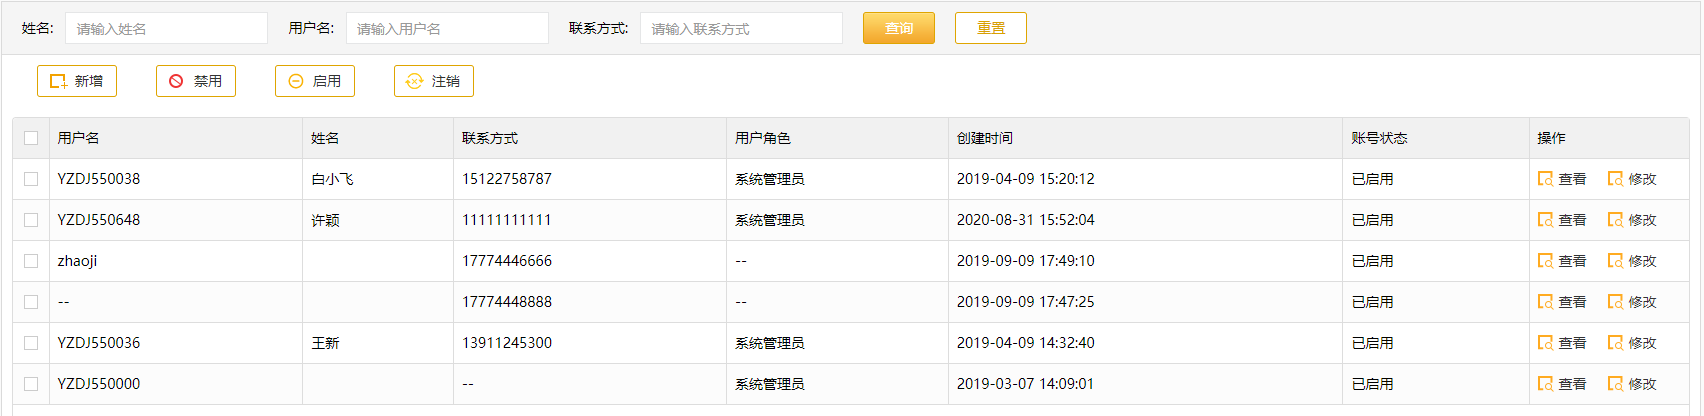 姓名: 请输入姓名 用户名: 请输入用户名 联系方式: 请输入联系方式 查询 重置
新增 禁用 启用 注销
用户名 姓名 联系方式 用户角色 创建时间 账号状态 操作
YZDJ550038 白小飞 15122758787 系统管理员 2019-04-09 15:20:12 已启用 查看 修改
YZDJ550648 许颖 11111111111 系统管理员 2020-08-31 15:52:04 已启用 查看 修改
zhaoji 17774446666 -- 2019-09-09 17:49:10 已启用 查看 修改
-- 17774448888 -- 2019-09-09 17:47:25 已启用 查看 修改
YZDJ550036 王新 13911245300 系统管理员 2019-04-09 14:32:40 已启用 查看 修改
YZDJ550000 -- 系统管理员 2019-03-07 14:09:01 已启用 查看 修改